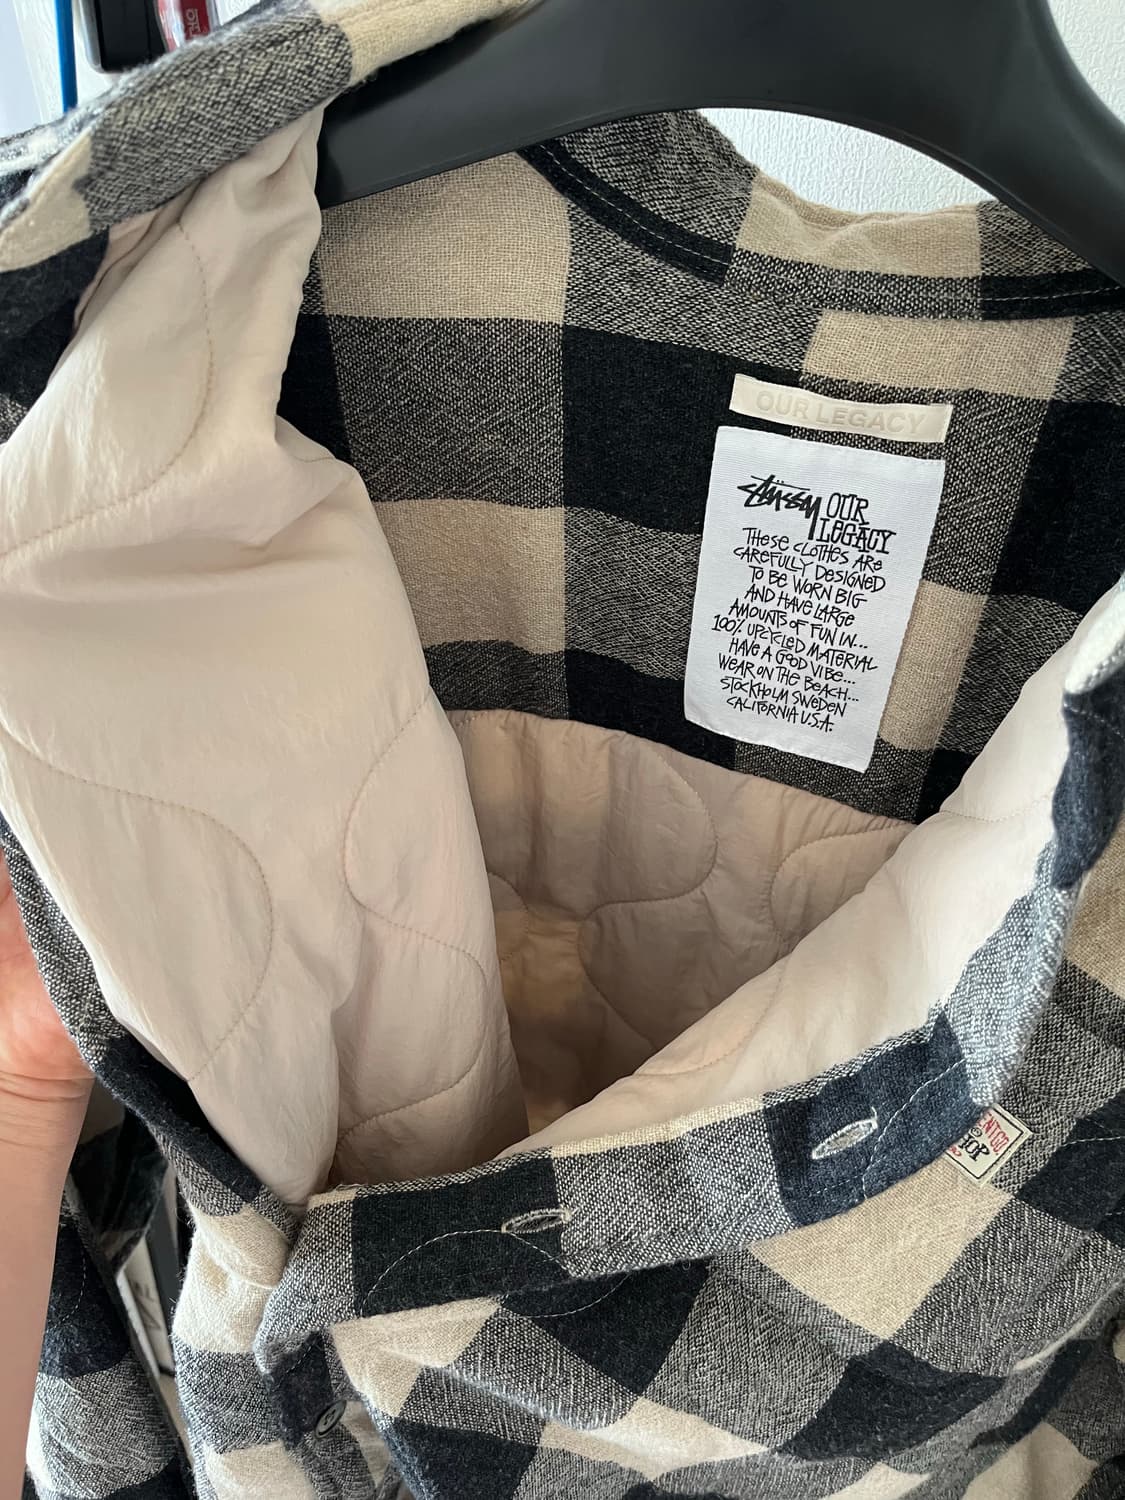 OUR LEGACY
STÜSSY OUR
LEGACY
THESE CLOTHES ARE
CAREFULLY DESIGNED
TO BE WORN BIG
AND HAVE LARGE
AMOUNTS OF FUN IN...
100% UPCYCLED MATERIAL
HAVE A GOOD VIBE...
WEAR ON THE BEACH...
STOCKHOLM SWEDEN
CALIFORNIA U.S.A.